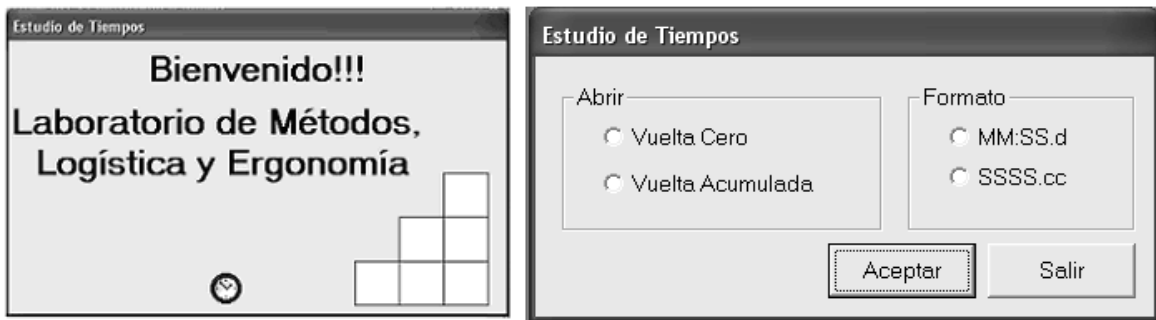 Estudio de Tiempos
Bienvenido!!!
Laboratorio de Métodos,
Logística y Ergonomía
Estudio de Tiempos
Abrir
Vuelta Cero
Vuelta Acumulada
Formato
MM:SS.d
SSSS.cc
Aceptar
Salir